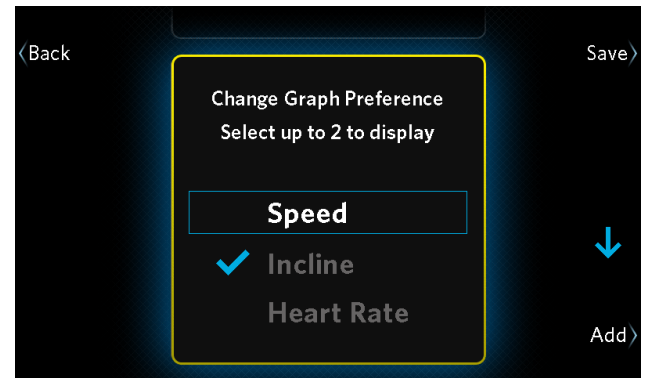 Back
Save
Change Graph Preference
Select up to 2 to display
Speed
Incline
Heart Rate
Add